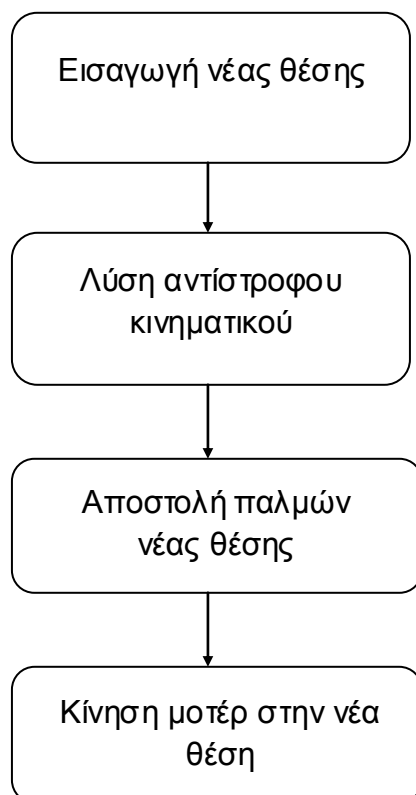 Εισαγωγή νέας θέσης
Λύση αντίστροφου
κινηματικού
Αποστολή παλμών
νέας θέσης
Κίνηση μοτέρ στην νέα
θέση